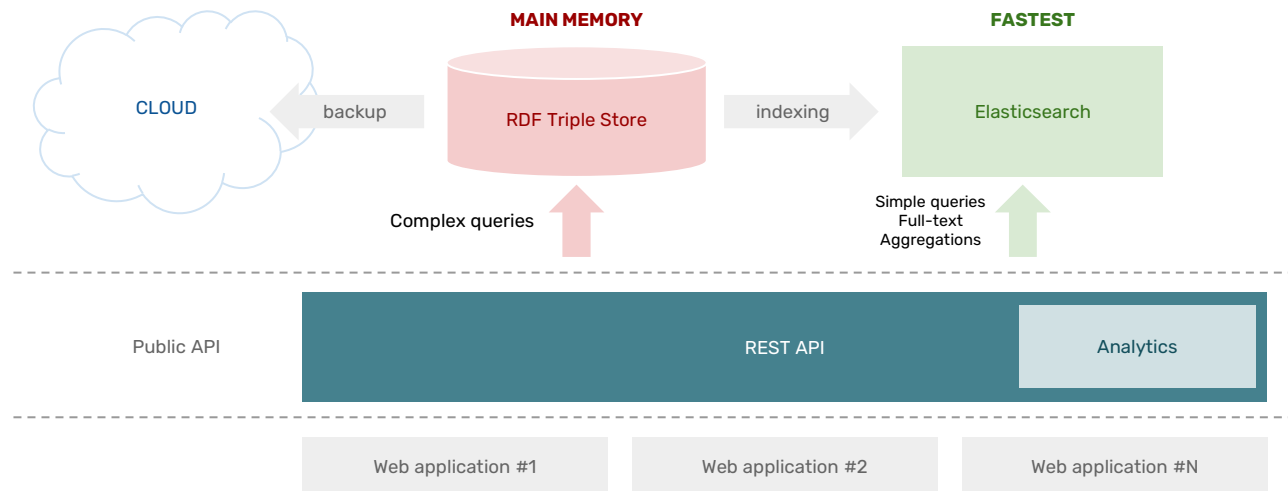 MAIN MEMORY
FASTEST
CLOUD
backup
RDF Triple Store
indexing
Elasticsearch
Complex queries
Simple queries
Full-text
Aggregations
Public API
REST API
Analytics
Web application #1
Web application #2
Web application #N